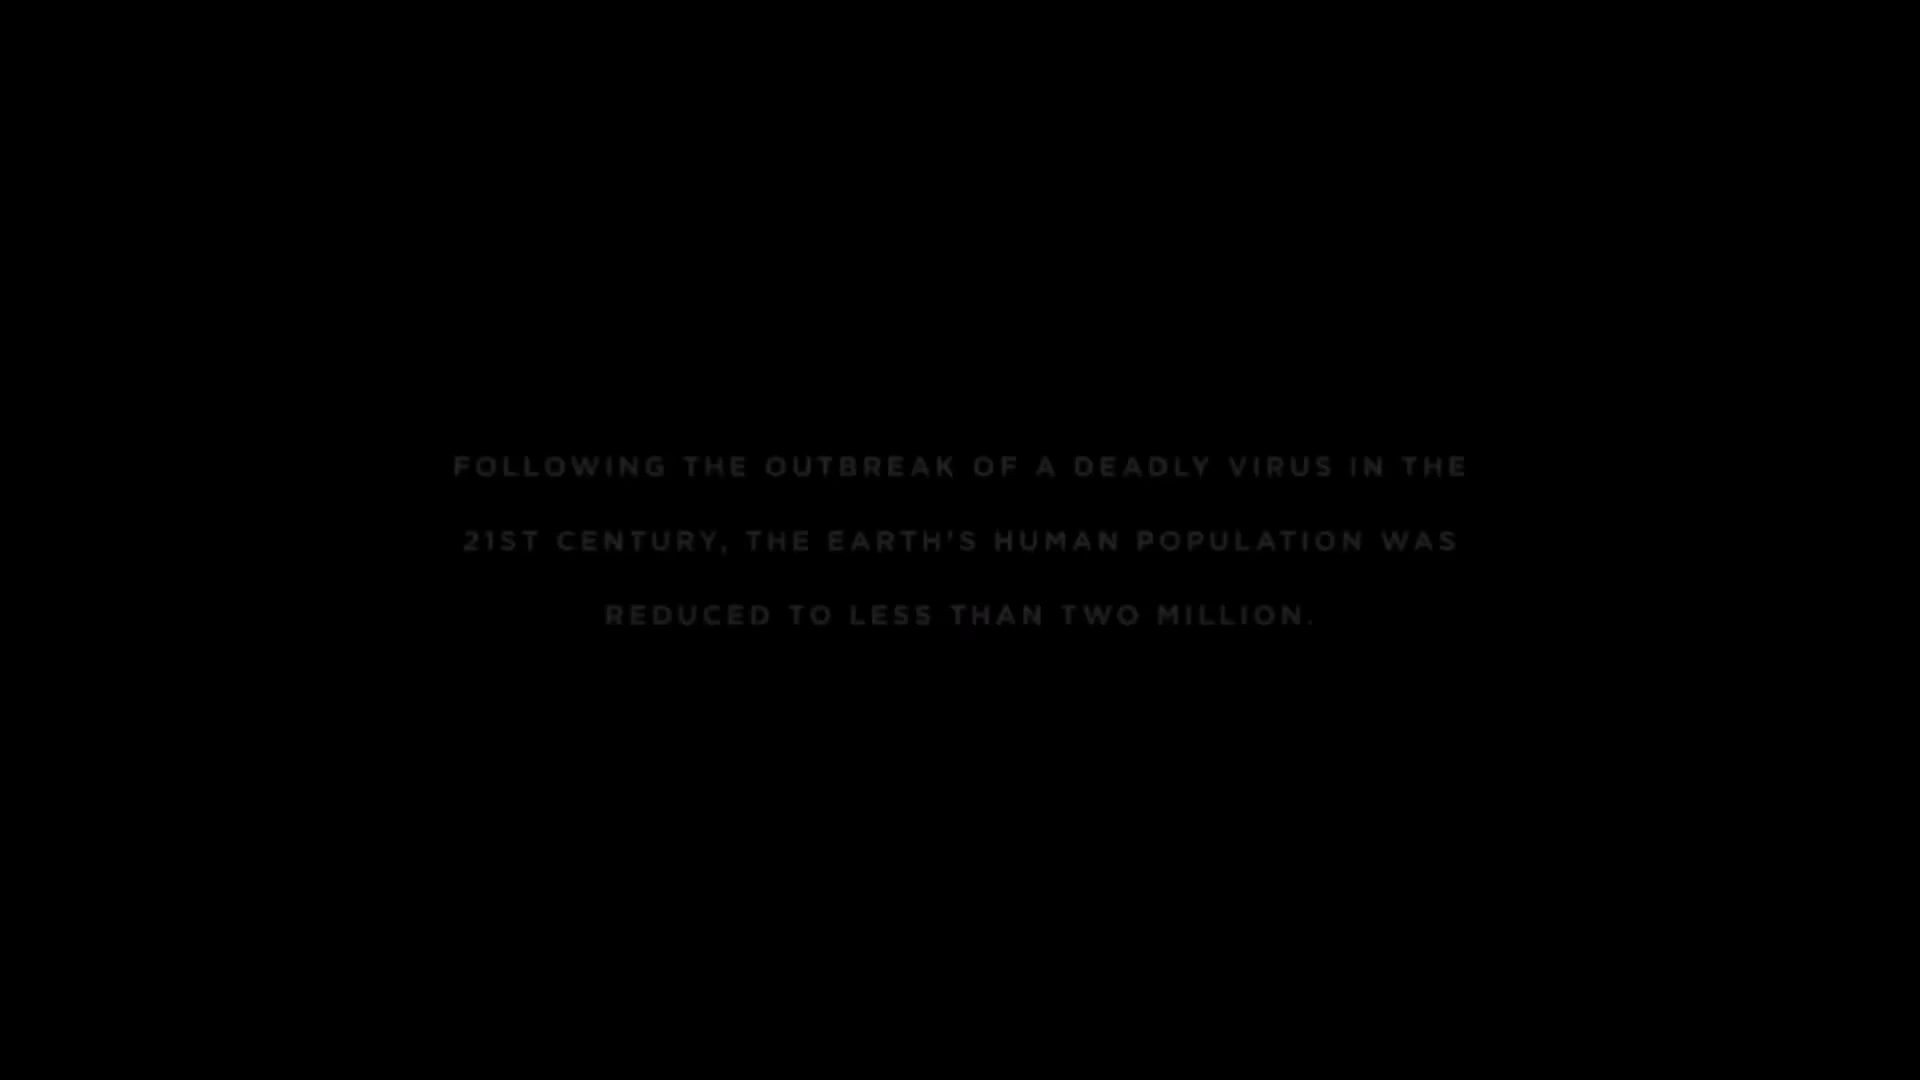 FOLLOWING THE OUTBREAK OF A DEADLY VIRUS IN THE
21ST CENTURY, THE EARTH'S HUMAN POPULATION WAS
REDUCED TO LESS THAN TWO MILLION.